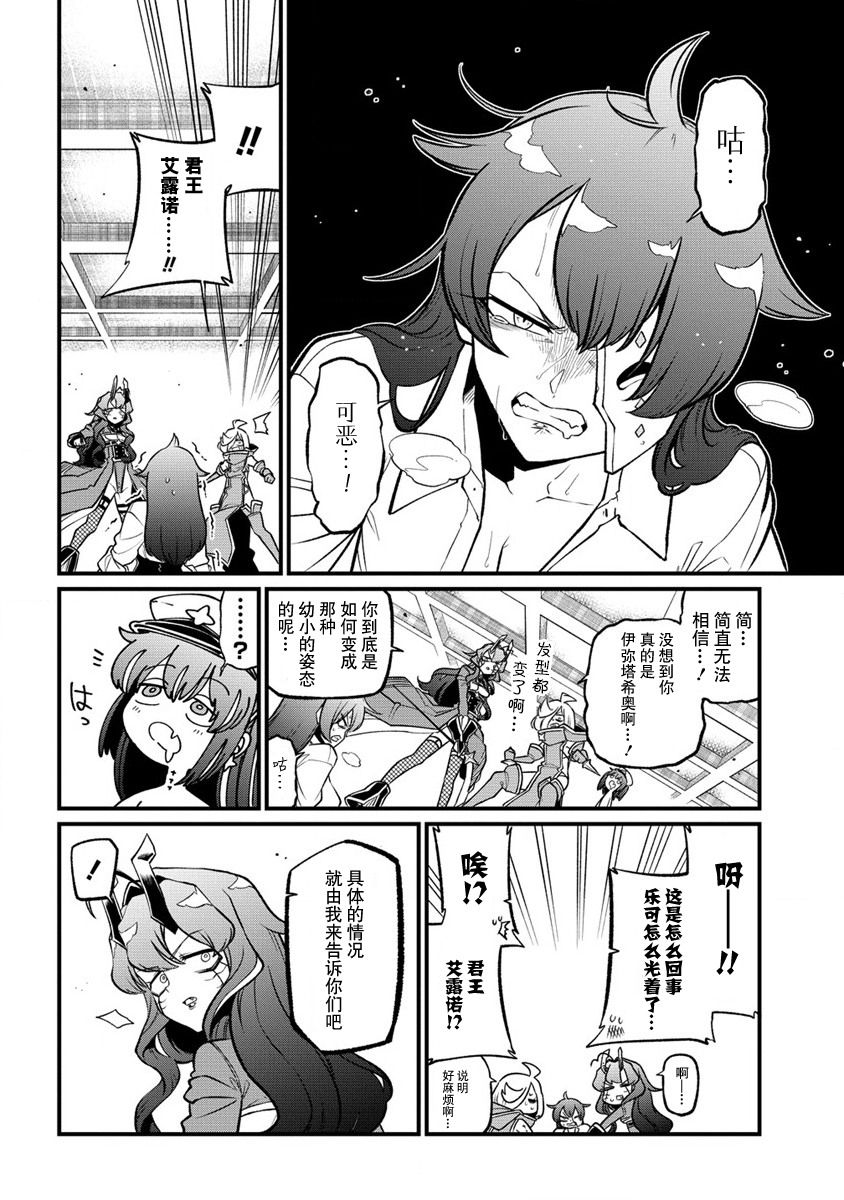 咕…
可恶…！
！！
君王
艾露诺……！！
简…
简直无法
相信…！
没想到你
真的是
伊弥塔希奥啊…！
发型都
变了啊…
你到底是
如何变成
那种
幼小的姿态
的呢…
咕…
……？
はっ
呀——！！
这是怎么回事
乐可怎么光着了…
唉！？
君王
艾露诺！？
啊——…
说明
好麻烦啊…
具体的情况
就由我来告诉你们吧
！